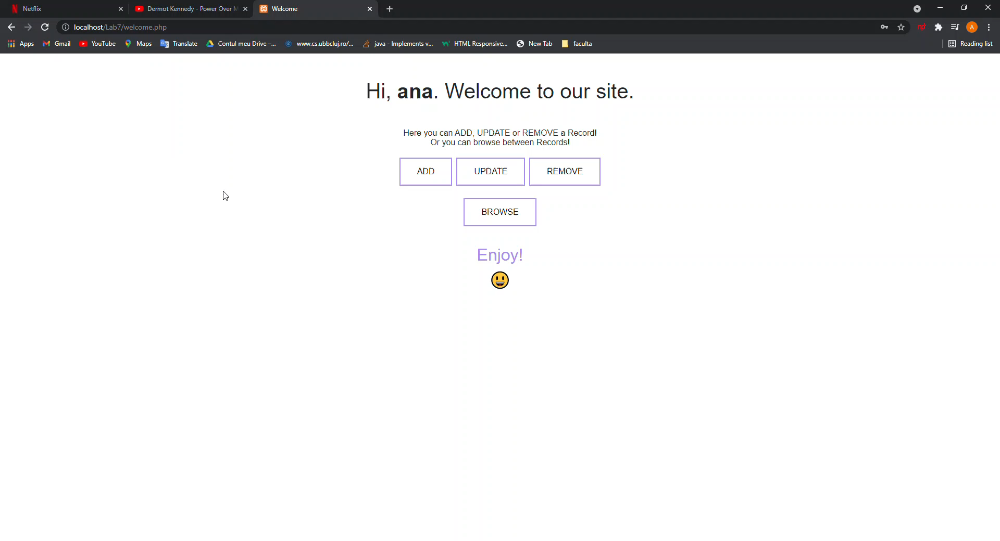 Netflix
Dermot Kennedy - Power Over M
Welcome
localhost/Lab7/welcome.php
A
Apps
Gmail
YouTube
Maps
Translate
Contul meu Drive –...
www.cs.ubbcluj.ro/...
java - Implements v...
HTML Responsive...
New Tab
faculta
Reading list
Hi, ana. Welcome to our site.
Here you can ADD, UPDATE or REMOVE a Record!
Or you can browse between Records!
ADD
UPDATE
REMOVE
BROWSE
Enjoy!